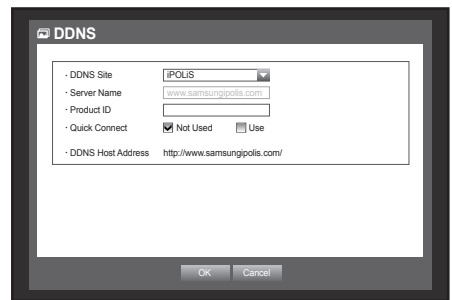 DDNS
· DDNS Site iPOLiS
· Server Name www.samsungipolis.com
· Product ID
· Quick Connect Not Used Use
· DDNS Host Address http://www.samsungipolis.com/
OK Cancel